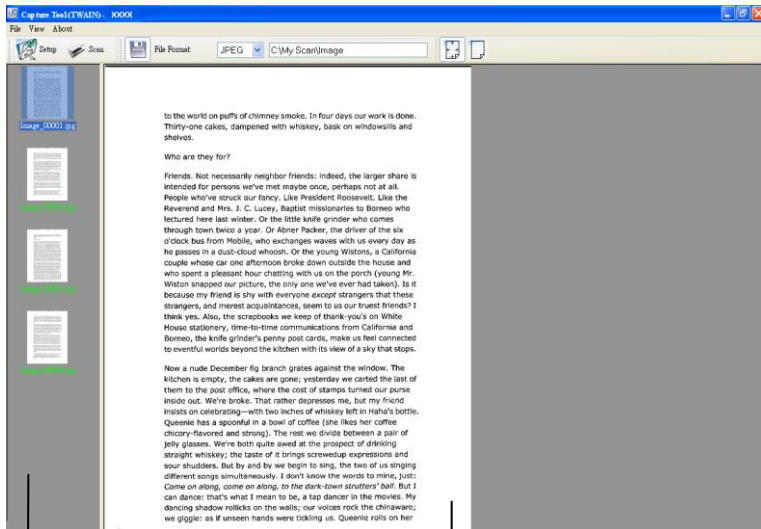 Capture Tool(TWAIN) - XXXX
File View About
Setup Scan File Format: JPEG C:\My Scan\Image
Image_00001.jpg
to the world on puffs of chimney smoke. In four days our work is done.
Thirty-one cakes, dampened with whiskey, bask on windowsills and
shelves.
Who are they for?
Friends. Not necessarily neighbor friends: indeed, the larger share is
intended for persons we've met maybe once, perhaps not at all.
People who've struck our fancy. Like President Roosevelt. Like the
Reverend and Mrs. J. C. Lucey, Baptist missionaries to Borneo who
lectured here last winter. Or the little knife grinder who comes
through town twice a year. Or Abner Packer, the driver of the six
o'clock bus from Mobile, who exchanges waves with us every day as
he passes in a dust-cloud whoosh. Or the young Wistons, a California
couple whose car one afternoon broke down outside the house and
who spent a pleasant hour chatting with us on the porch (young Mr.
Wiston snapped our picture, the only one we've ever had taken). Is it
because my friend is shy with everyone except strangers that these
strangers, and merest acquaintances, seem to us our truest friends? I
think yes. Also, the scrapbooks we keep of thank-you's on White
House stationery, time-to-time communications from California and
Borneo, the knife grinder's penny post cards, make us feel connected
to eventful worlds beyond the kitchen with its view of a sky that stops.
Now a nude December fig branch grates against the window. The
kitchen is empty, the cakes are gone; yesterday we carted the last of
them to the post office, where the cost of stamps turned our purse
inside out. We're broke. That rather depresses me, but my friend
insists on celebrating—with two inches of whiskey left in Haha's bottle.
Queenie has a spoonful in a bowl of coffee (she likes her coffee
chicory-flavored and strong). The rest we divide between a pair of
jelly glasses. We're both quite awed at the prospect of drinking
straight whiskey; the taste of it brings screwedup expressions and
sour shudders. But by and by we begin to sing, the two of us singing
different songs simultaneously. I don't know the words to mine, just:
Come on along, come on along, to the dark-town strutters' ball. But I
can dance: that's what I mean to be, a tap dancer in the movies. My
dancing shadow rollicks on the walls; our voices rock the chinaware;
we giggle: as if unseen hands were tickling us. Queenie rolls on her